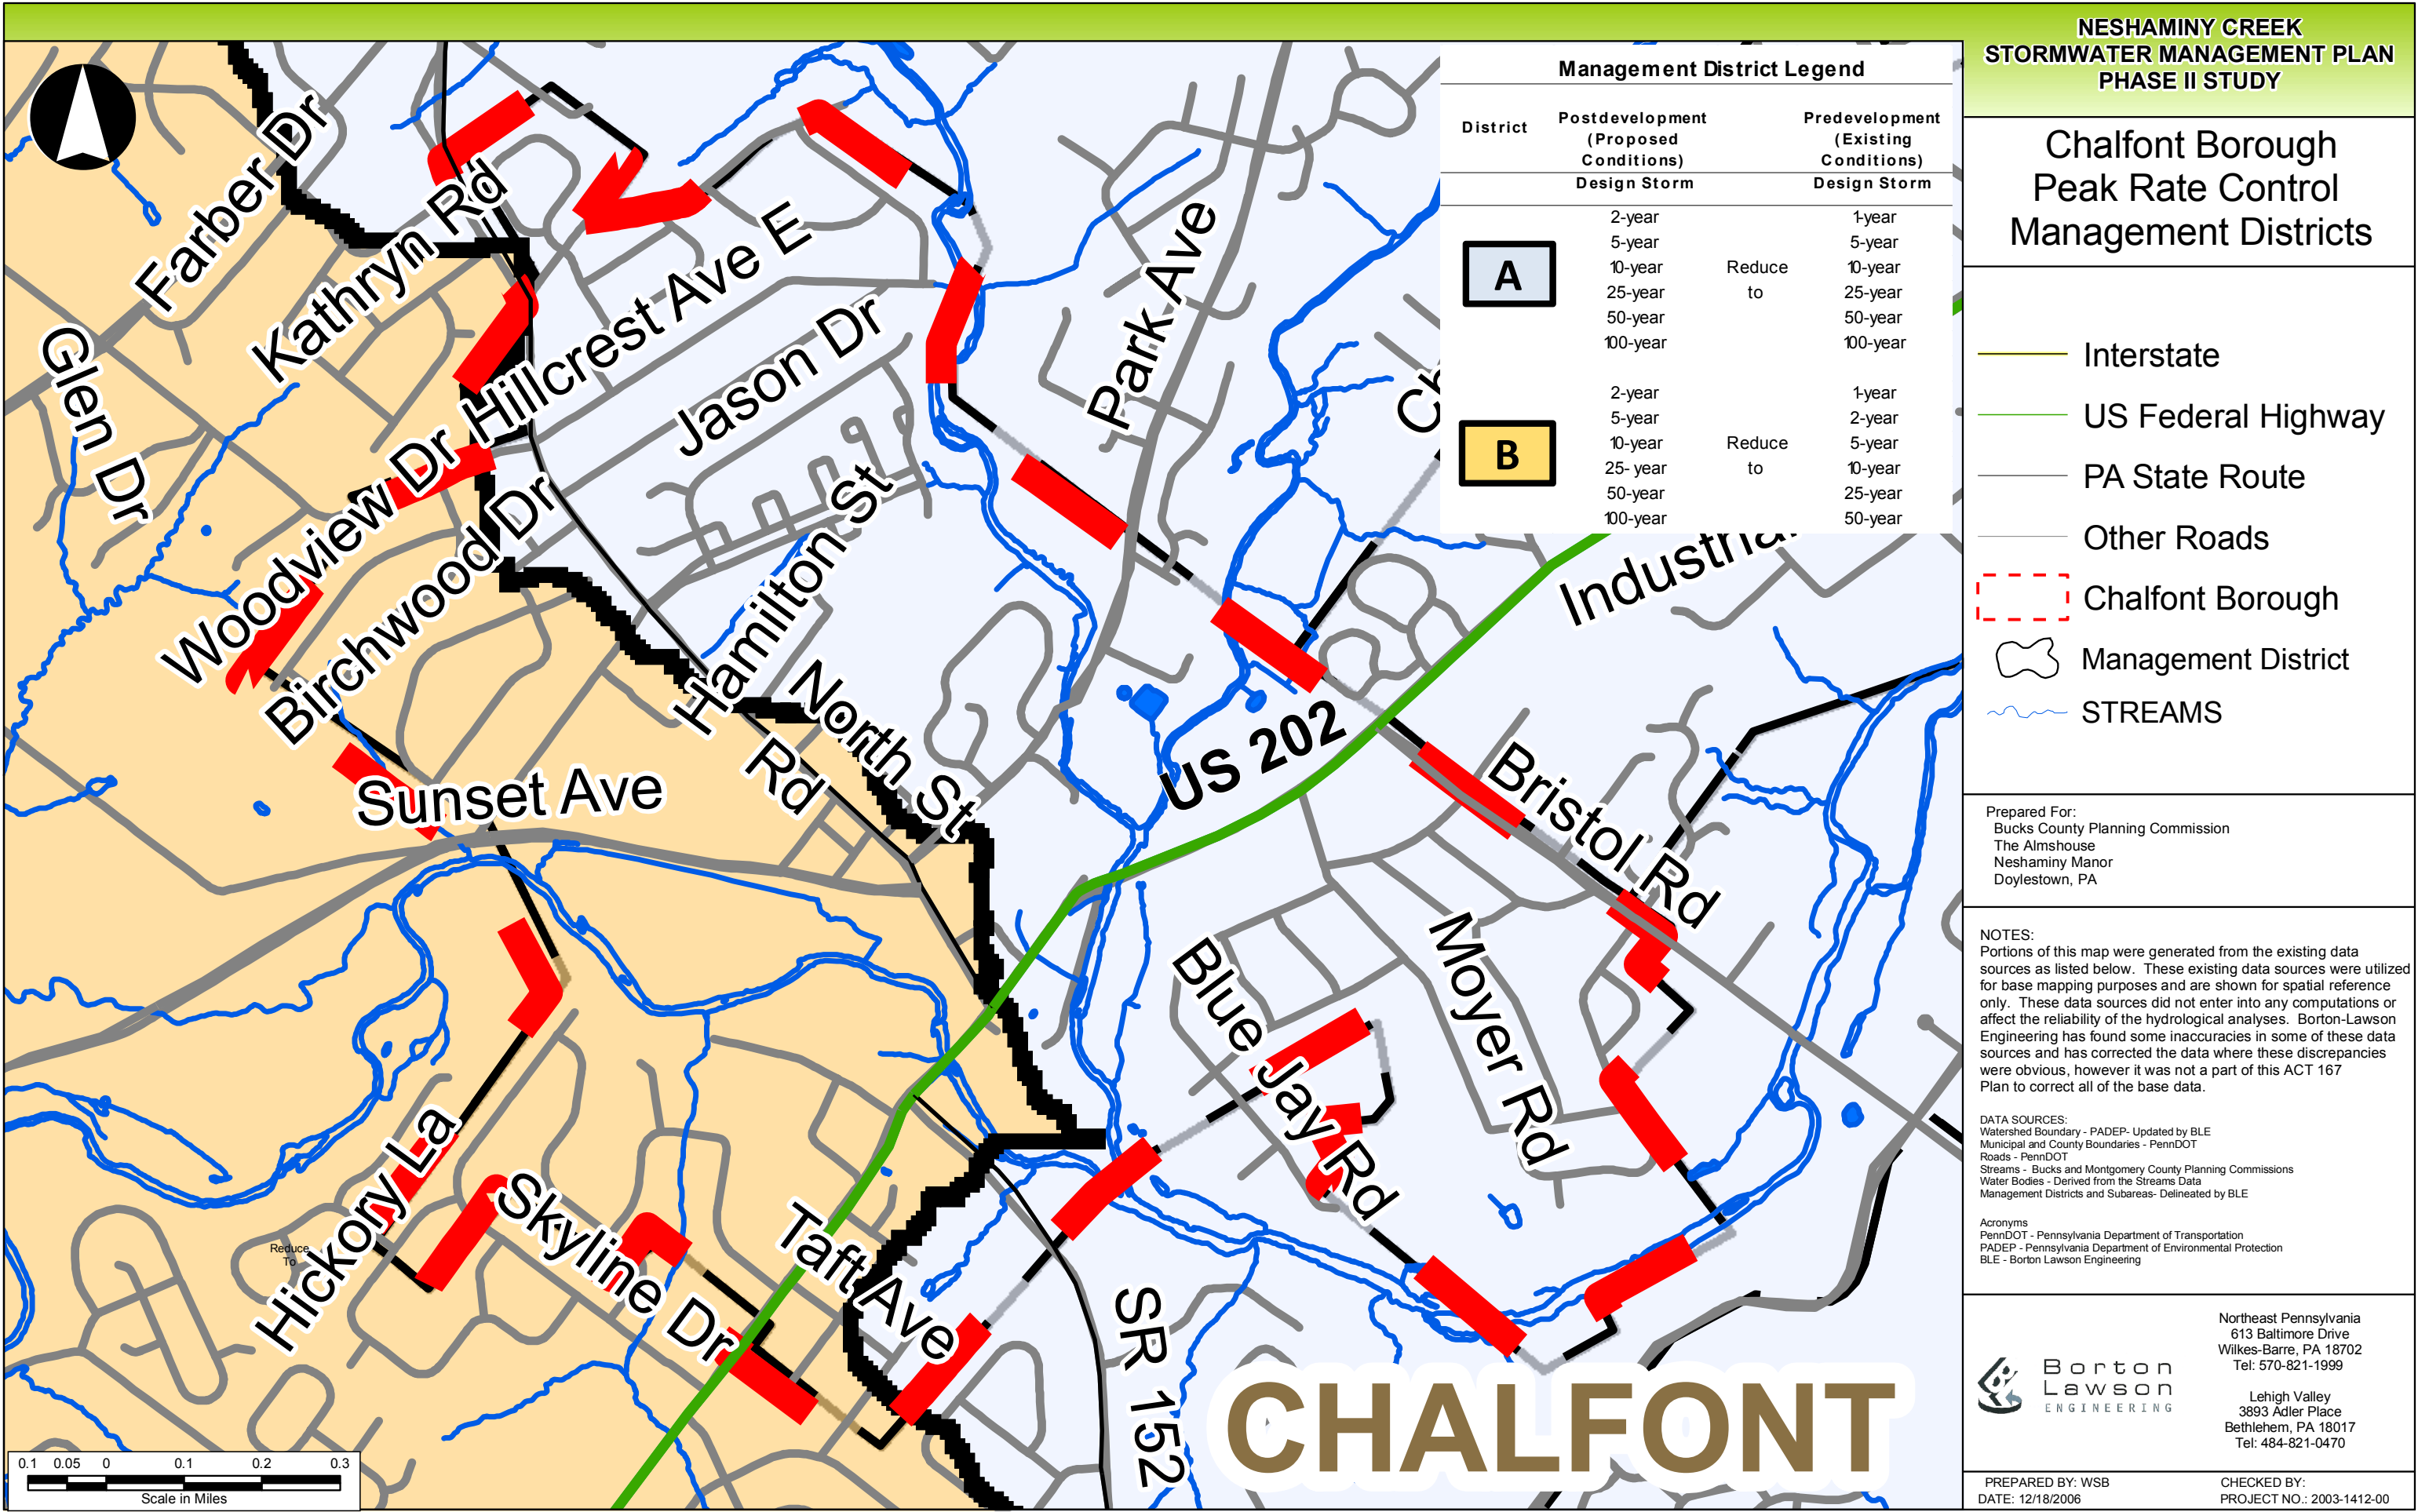 NESHAMINY CREEK
STORMWATER MANAGEMENT PLAN
PHASE II STUDY
Chalfont Borough
Peak Rate Control
Management Districts
Interstate
US Federal Highway
PA State Route
Other Roads
Chalfont Borough
Management District
STREAMS
Prepared For:
Bucks County Planning Commission
The Almshouse
Neshaminy Manor
Doylestown, PA
NOTES:
Portions of this map were generated from the existing data
sources as listed below. These existing data sources were utilized
for base mapping purposes and are shown for spatial reference
only. These data sources did not enter into any computations or
affect the reliability of the hydrological analyses. Borton-Lawson
Engineering has found some inaccuracies in some of these data
sources and has corrected the data where these discrepancies
were obvious, however it was not a part of this ACT 167
Plan to correct all of the base data.
DATA SOURCES:
Watershed Boundary - PADEP- Updated by BLE
Municipal and County Boundaries - PennDOT
Roads - PennDOT
Streams - Bucks and Montgomery County Planning Commissions
Water Bodies - Derived from the Streams Data
Management Districts and Subareas- Delineated by BLE
Acronyms
PennDOT - Pennsylvania Department of Transportation
PADEP - Pennsylvania Department of Environmental Protection
BLE - Borton Lawson Engineering
Borton
Lawson
ENGINEERING
Northeast Pennsylvania
613 Baltimore Drive
Wilkes-Barre, PA 18702
Tel: 570-821-1999
Lehigh Valley
3893 Adler Place
Bethlehem, PA 18017
Tel: 484-821-0470
PREPARED BY: WSB
CHECKED BY:
DATE: 12/18/2006
PROJECT NO.: 2003-1412-00
Management District Legend
District Postdevelopment (Proposed Conditions) Predevelopment (Existing Conditions)
Design Storm Design Storm
A
2-year 1-year
5-year 5-year
10-year Reduce 10-year
25-year to 25-year
50-year 50-year
100-year 100-year
B
2-year 1-year
5-year 2-year
10-year Reduce 5-year
25- year to 10-year
50-year 25-year
100-year 50-year
Farber Dr
Kathryn Rd
Glen Dr
Hillcrest Ave E
Jason Dr
Park Ave
Ch
Woodview Dr
Birchwood Dr
Hamilton St
Industria
North St
Rd
Sunset Ave
US 202
Bristol Rd
Moyer Rd
Blue Jay Rd
Hickory La
Skyline Dr
Taft Ave
SR 152
Reduce
To
CHALFONT
0.1 0.05 0 0.1 0.2 0.3
Scale in Miles